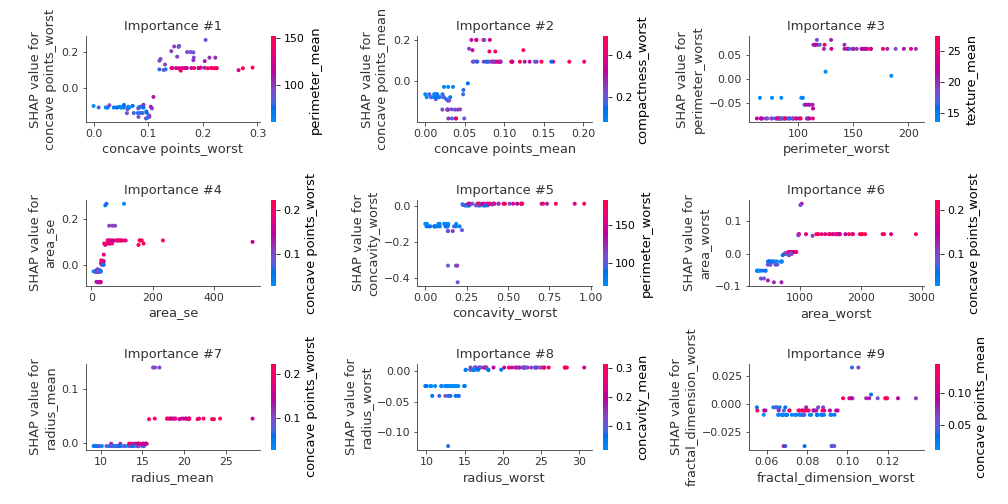 Importance #1
SHAP value for
concave points_worst
0.2
0.0
0.0
0.1
0.2
0.3
concave points_worst
150
100
perimeter_mean
Importance #2
SHAP value for
concave points_mean
0.2
0.0
0.00
0.05
0.10
0.15
0.20
concave points_mean
0.4
0.2
compactness_worst
Importance #3
SHAP value for
perimeter_worst
0.05
0.00
−0.05
100
150
200
perimeter_worst
25
20
15
texture_mean
Importance #4
SHAP value for
area_se
0.2
0.0
0
200
400
area_se
0.2
0.1
concave points_worst
Importance #5
SHAP value for
concavity_worst
0.0
−0.2
−0.4
0.00
0.25
0.50
0.75
1.00
concavity_worst
150
100
perimeter_worst
Importance #6
SHAP value for
area_worst
0.1
0.0
−0.1
1000
2000
3000
area_worst
0.2
0.1
concave points_worst
Importance #7
SHAP value for
radius_mean
0.1
0.0
10
15
20
25
radius_mean
0.2
0.1
concave points_worst
Importance #8
SHAP value for
radius_worst
0.00
−0.05
−0.10
10
15
20
25
30
radius_worst
0.3
0.2
0.1
concavity_mean
Importance #9
SHAP value for
fractal_dimension_worst
0.025
0.000
−0.025
0.06
0.08
0.10
0.12
fractal_dimension_worst
0.10
0.05
concave points_worst